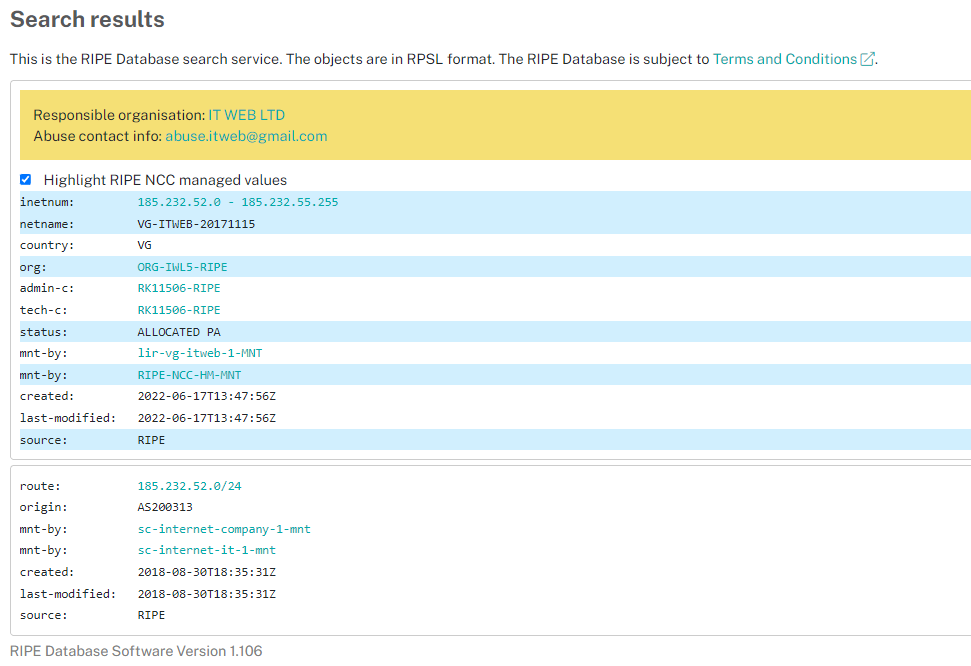 Search results
This is the RIPE Database search service. The objects are in RPSL format. The RIPE Database is subject to Terms and Conditions.
Responsible organisation: IT WEB LTD
Abuse contact info: abuse.itweb@gmail.com
Highlight RIPE NCC managed values
inetnum: 185.232.52.0 - 185.232.55.255
netname: VG-ITWEB-20171115
country: VG
org: ORG-IWL5-RIPE
admin-c: RK11506-RIPE
tech-c: RK11506-RIPE
status: ALLOCATED PA
mnt-by: lir-vg-itweb-1-MNT
mnt-by: RIPE-NCC-HM-MNT
created: 2022-06-17T13:47:56Z
last-modified: 2022-06-17T13:47:56Z
source: RIPE
route: 185.232.52.0/24
origin: AS200313
mnt-by: sc-internet-company-1-mnt
mnt-by: sc-internet-it-1-mnt
created: 2018-08-30T18:35:31Z
last-modified: 2018-08-30T18:35:31Z
source: RIPE
RIPE Database Software Version 1.106